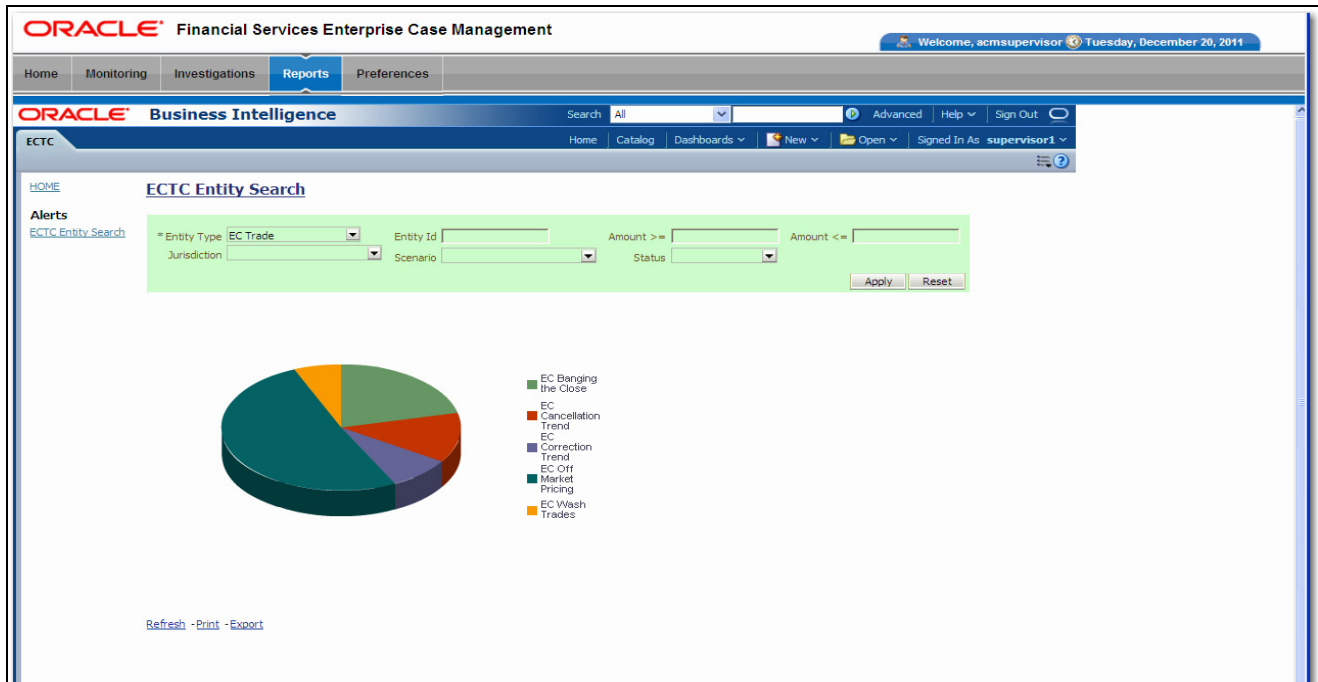 ORACLE® Financial Services Enterprise Case Management
Welcome, acmsupervisor Tuesday, December 20, 2011
Home Monitoring Investigations Reports Preferences
ORACLE® Business Intelligence
Search All Advanced Help Sign Out
ECTC
Home Catalog Dashboards New Open Signed In As supervisor1
HOME
ECTC Entity Search
Alerts
ECTC Entity Search
* Entity Type EC Trade Entity Id Amount >= Amount <=
Jurisdiction Scenario Status
Apply Reset
EC Banging
the Close
EC
Cancellation
Trend
EC
Correction
Trend
EC Off
Market
Pricing
EC Wash
Trades
Refresh - Print - Export